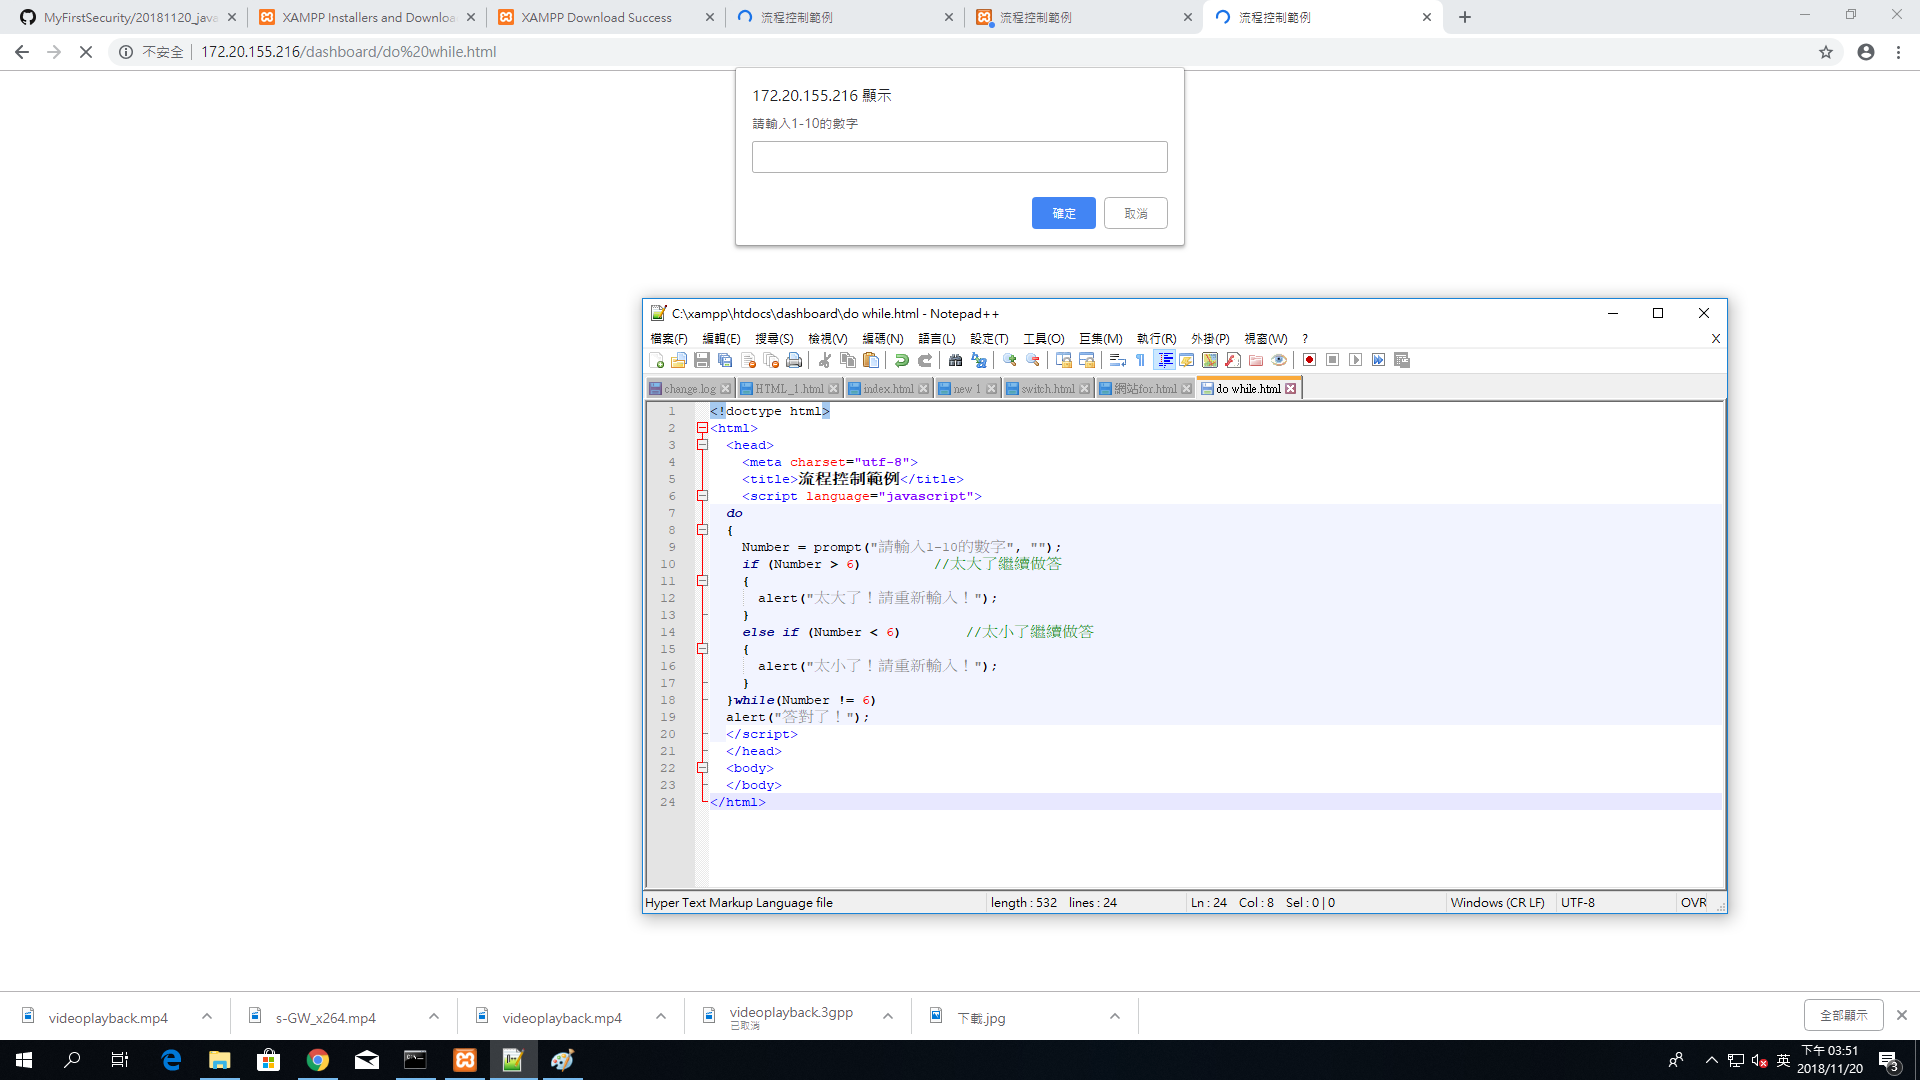 MyFirstSecurity/20181120_java
XAMPP Installers and Downloa
XAMPP Download Success
流程控制範例
流程控制範例
流程控制範例
不安全 172.20.155.216/dashboard/do%20while.html
172.20.155.216 顯示
請輸入1-10的數字
確定 取消
C:\xampp\htdocs\dashboard\do while.html - Notepad++
檔案(F) 編輯(E) 搜尋(S) 檢視(V) 編碼(N) 語言(L) 設定(T) 工具(O) 巨集(M) 執行(R) 外掛(P) 視窗(W) ? X
change.log HTML_1.html index.html new 1 switch.html 網站for.html do while.html
1 <!doctype html>
2 <html>
3 <head>
4 <meta charset="utf-8">
5 <title>流程控制範例</title>
6 <script language="javascript">
7 do
8 {
9 Number = prompt("請輸入1-10的數字", "");
10 if (Number > 6) //太大了繼續做答
11 {
12 alert("太大了！請重新輸入！");
13 }
14 else if (Number < 6) //太小了繼續做答
15 {
16 alert("太小了！請重新輸入！");
17 }
18 }while(Number != 6)
19 alert("答對了！");
20 </script>
21 </head>
22 <body>
23 </body>
24 </html>
Hyper Text Markup Language file length : 532 lines : 24 Ln : 24 Col : 8 Sel : 0 | 0 Windows (CR LF) UTF-8 OVR
videoplayback.mp4
s-GW_x264.mp4
videoplayback.mp4
videoplayback.3gpp
已取消
下載.jpg
全部顯示
英
下午 03:51
2018/11/20
3